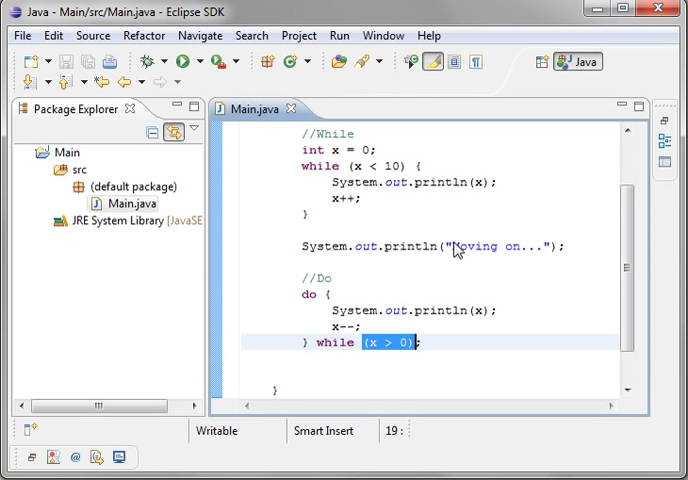 Java - Main/src/Main.java - Eclipse SDK
File Edit Source Refactor Navigate Search Project Run Window Help
Java
Package Explorer
Main.java
Main
src
(default package)
Main.java
JRE System Library [JavaSE
//While
int x = 0;
while (x < 10) {
System.out.println(x);
x++;
}
System.out.println("Moving on...");
//Do
do {
System.out.println(x);
x--;
} while (x > 0);
}
Writable Smart Insert 19 :